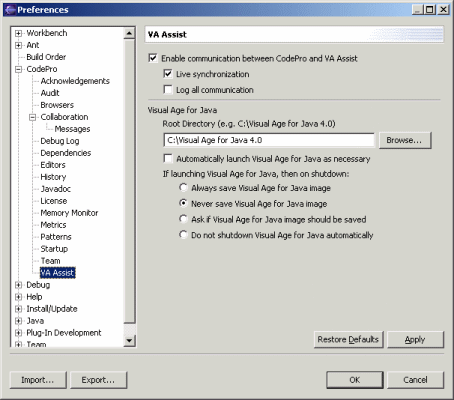 Preferences
Workbench
Ant
Build Order
CodePro
Acknowledgements
Audit
Browsers
Collaboration
Messages
Debug Log
Dependencies
Editors
History
Javadoc
License
Memory Monitor
Metrics
Patterns
Startup
Team
VA Assist
Debug
Help
Install/Update
Java
Plug-In Development
Team
VA Assist
Enable communication between CodePro and VA Assist
Live synchronization
Log all communication
Visual Age for Java
Root Directory (e.g. C:\Visual Age for Java 4.0)
C:\Visual Age for Java 4.0
Browse...
Automatically launch Visual Age for Java as necessary
If launching Visual Age for Java, then on shutdown:
Always save Visual Age for Java image
Never save Visual Age for Java image
Ask if Visual Age for Java image should be saved
Do not shutdown Visual Age for Java automatically
Restore Defaults
Apply
Import...
Export...
OK
Cancel